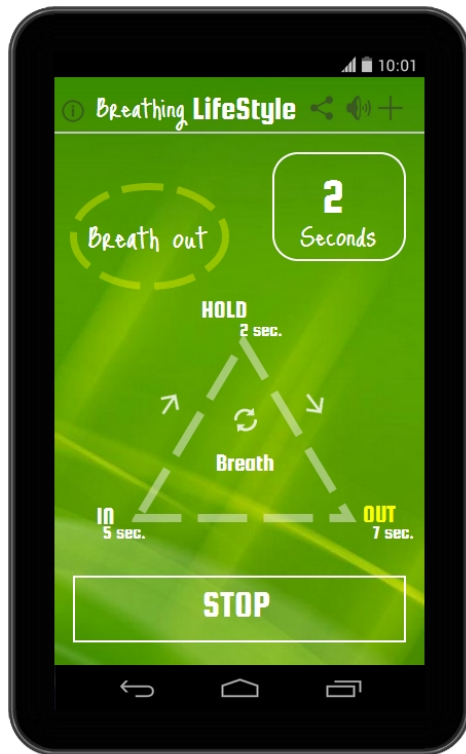 10:01
Breathing LifeStyle
Breath out
2
Seconds
HOLD
2 sec.
Breath
IN
5 sec.
OUT
7 sec.
STOP